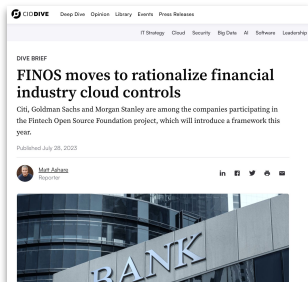 CIO DIVE Deep Dive Opinion Library Events Press Releases
IT Strategy Cloud Security Big Data AI Software Leadership
DIVE BRIEF
FINOS moves to rationalize financial
industry cloud controls
Citi, Goldman Sachs and Morgan Stanley are among the companies participating in
the Fintech Open Source Foundation project, which will introduce a framework this
year.
Published July 28, 2023
Matt Ashare
Reporter
BANK